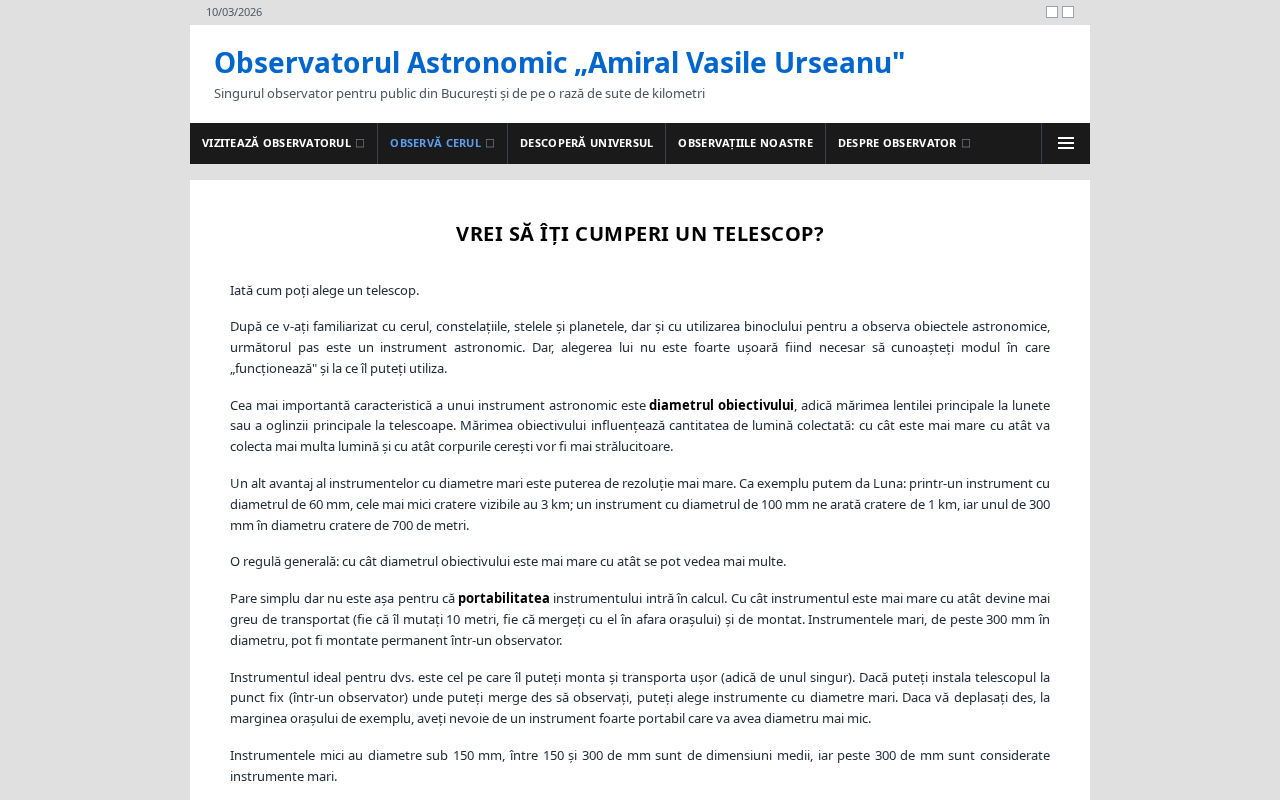 10/03/2026
Observatorul Astronomic „Amiral Vasile Urseanu"
Singurul observator pentru public din București și de pe o rază de sute de kilometri
VIZITEAZĂ OBSERVATORUL
OBSERVĂ CERUL
DESCOPERĂ UNIVERSUL
OBSERVAȚIILE NOASTRE
DESPRE OBSERVATOR
VREI SĂ ÎȚI CUMPERI UN TELESCOP?
Iată cum poți alege un telescop.
După ce v-ați familiarizat cu cerul, constelațiile, stelele și planetele, dar și cu utilizarea binoclului pentru a observa obiectele astronomice,
următorul pas este un instrument astronomic. Dar, alegerea lui nu este foarte ușoară fiind necesar să cunoașteți modul în care
„funcționează" și la ce îl puteți utiliza.
Cea mai importantă caracteristică a unui instrument astronomic este diametrul obiectivului, adică mărimea lentilei principale la lunete
sau a oglinzii principale la telescoape. Mărimea obiectivului influențează cantitatea de lumină colectată: cu cât este mai mare cu atât va
colecta mai multa lumină și cu atât corpurile cerești vor fi mai strălucitoare.
Un alt avantaj al instrumentelor cu diametre mari este puterea de rezoluție mai mare. Ca exemplu putem da Luna: printr-un instrument cu
diametrul de 60 mm, cele mai mici cratere vizibile au 3 km; un instrument cu diametrul de 100 mm ne arată cratere de 1 km, iar unul de 300
mm în diametru cratere de 700 de metri.
O regulă generală: cu cât diametrul obiectivului este mai mare cu atât se pot vedea mai multe.
Pare simplu dar nu este așa pentru că portabilitatea instrumentului intră în calcul. Cu cât instrumentul este mai mare cu atât devine mai
greu de transportat (fie că îl mutați 10 metri, fie că mergeți cu el în afara orașului) și de montat. Instrumentele mari, de peste 300 mm în
diametru, pot fi montate permanent într-un observator.
Instrumentul ideal pentru dvs. este cel pe care îl puteți monta și transporta ușor (adică de unul singur). Dacă puteți instala telescopul la
punct fix (într-un observator) unde puteți merge des să observați, puteți alege instrumente cu diametre mari. Daca vă deplasați des, la
marginea orașului de exemplu, aveți nevoie de un instrument foarte portabil care va avea diametru mai mic.
Instrumentele mici au diametre sub 150 mm, între 150 și 300 de mm sunt de dimensiuni medii, iar peste 300 de mm sunt considerate
instrumente mari.